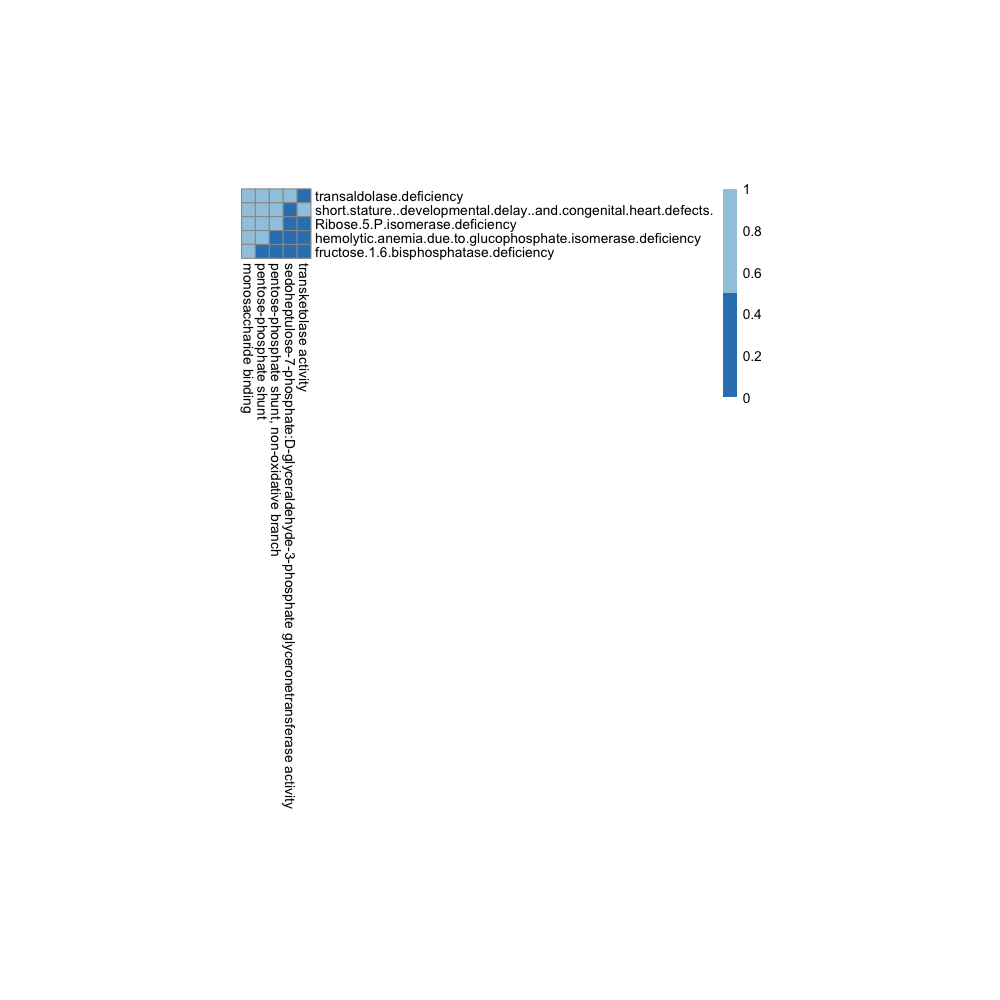 transaldolase.deficiency
short.stature..developmental.delay..and.congenital.heart.defects.
Ribose.5.P.isomerase.deficiency
hemolytic.anemia.due.to.glucophosphate.isomerase.deficiency
fructose.1.6.bisphosphatase.deficiency
monosaccharide binding
pentose-phosphate shunt
pentose-phosphate shunt, non-oxidative branch
sedoheptulose-7-phosphate:D-glyceraldehyde-3-phosphate glyceronetransferase activity
transketolase activity
1
0.8
0.6
0.4
0.2
0